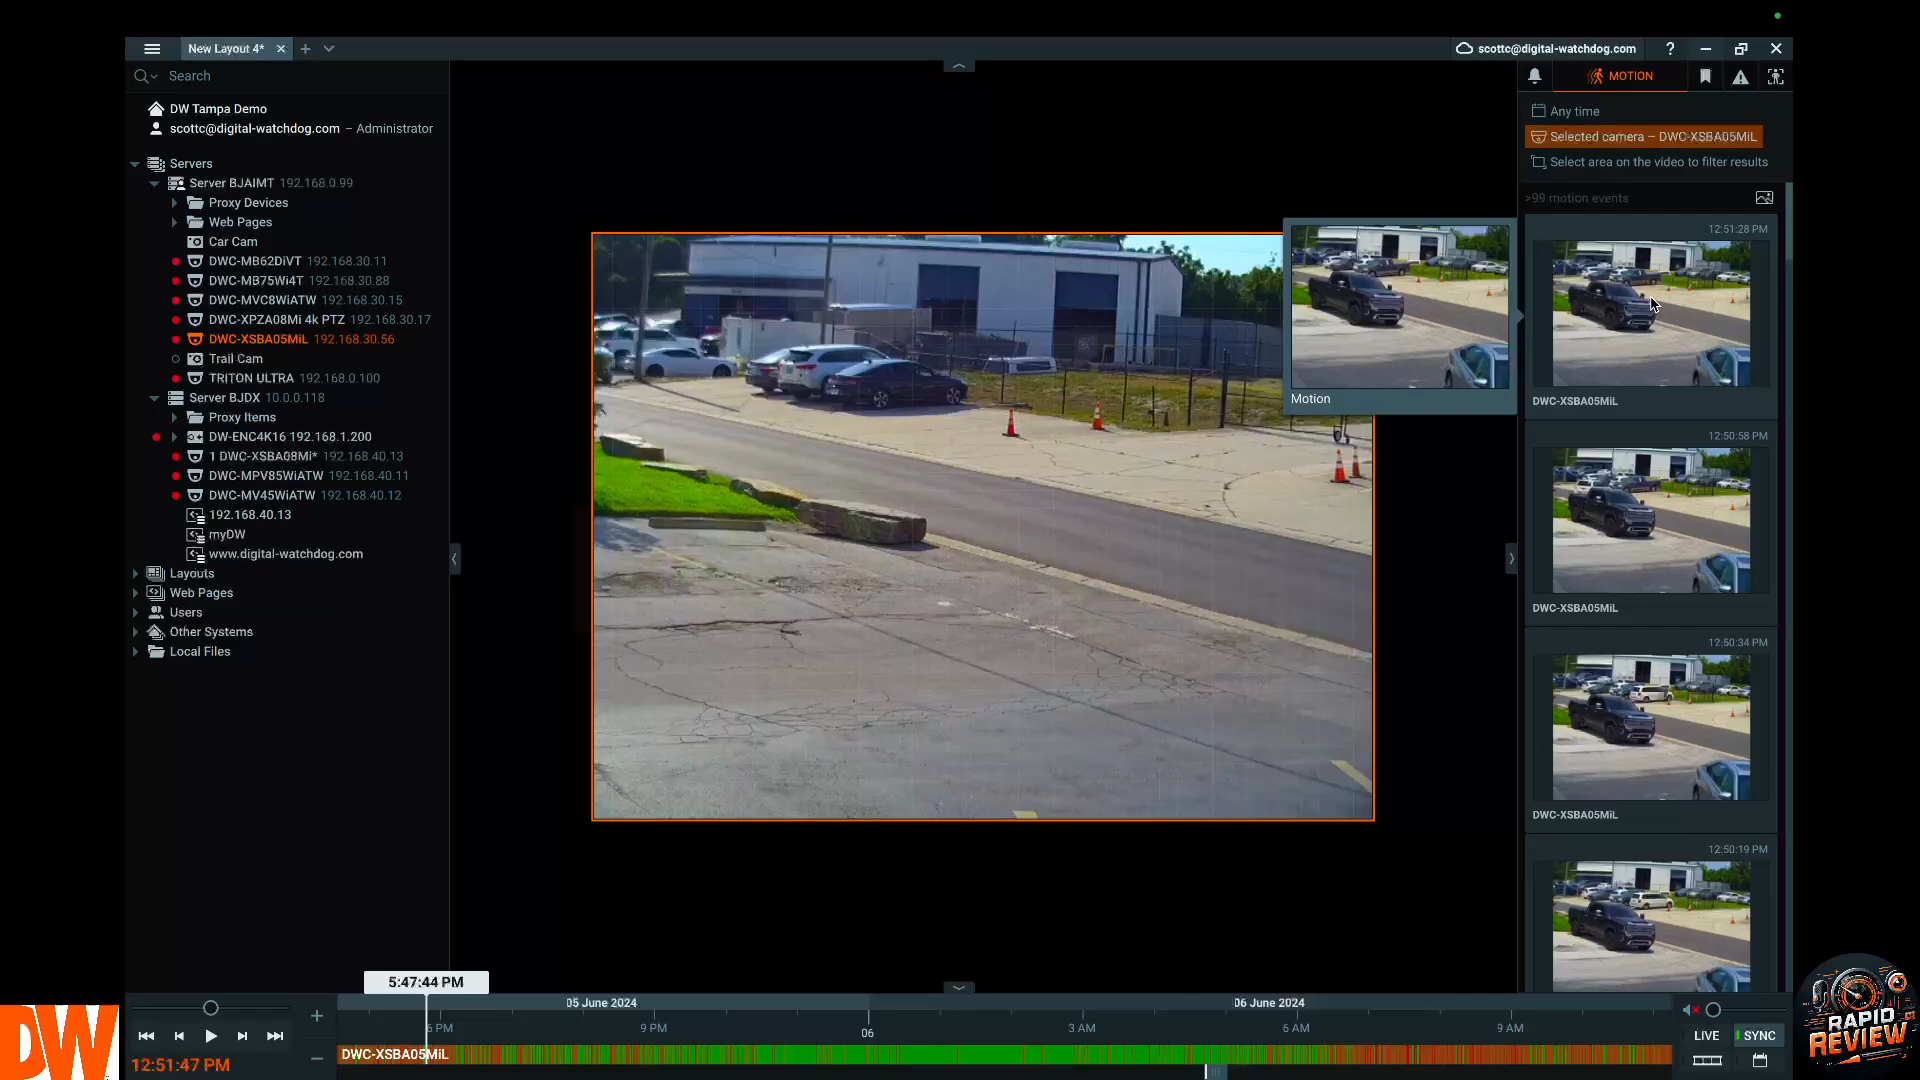 New Layout 4*
scottc@digital-watchdog.com
?
Search
DW Tampa Demo
scottc@digital-watchdog.com – Administrator
Servers
Server BJAIMT 192.168.0.99
Proxy Devices
Web Pages
Car Cam
DWC-MB62DiVT 192.168.30.11
DWC-MB75Wi4T 192.168.30.88
DWC-MVC8WiATW 192.168.30.15
DWC-XPZA08Mi 4k PTZ 192.168.30.17
DWC-XSBA05MiL 192.168.30.56
Trail Cam
TRITON ULTRA 192.168.0.100
Server BJDX 10.0.0.118
Proxy Items
DW-ENC4K16 192.168.1.200
1 DWC-XSBA08Mi* 192.168.40.13
DWC-MPV85WiATW 192.168.40.11
DWC-MV45WiATW 192.168.40.12
192.168.40.13
myDW
www.digital-watchdog.com
Layouts
Web Pages
Users
Other Systems
Local Files
Motion
MOTION
Any time
Selected camera – DWC-XSBA05MiL
Select area on the video to filter results
>99 motion events
12:51:28 PM
DWC-XSBA05MiL
12:50:58 PM
DWC-XSBA05MiL
12:50:34 PM
DWC-XSBA05MiL
12:50:19 PM
5:47:44 PM
05 June 2024
06 June 2024
6 PM
9 PM
06
3 AM
6 AM
9 AM
DWC-XSBA05MiL
12:51:47 PM
LIVE
SYNC
DW
RAPID
REVIEW